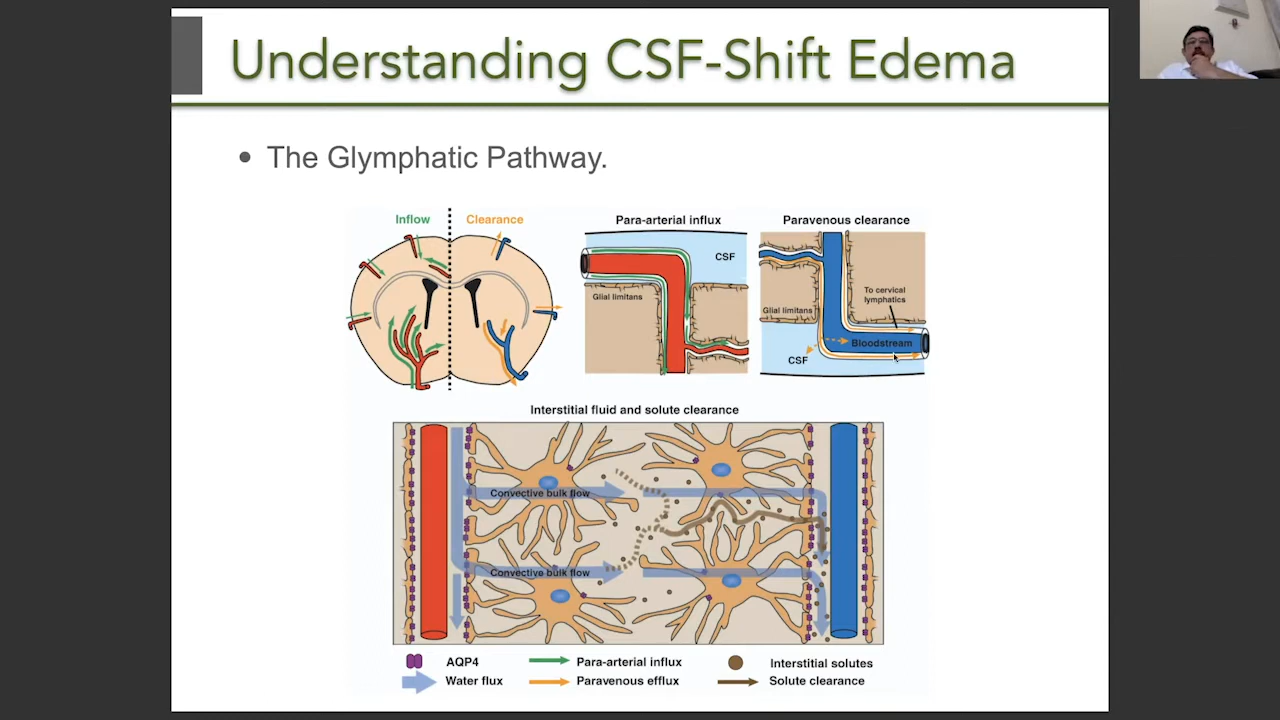 Understanding CSF-Shift Edema
• The Glymphatic Pathway.
Inflow
Clearance
Para-arterial influx
CSF
Glial limitans
Paravenous clearance
To cervical
lymphatics
Glial limitans
Bloodstream
CSF
Interstitial fluid and solute clearance
Convective bulk flow
Convective bulk flow
AQP4
Para-arterial influx
Interstitial solutes
Water flux
Paravenous efflux
Solute clearance